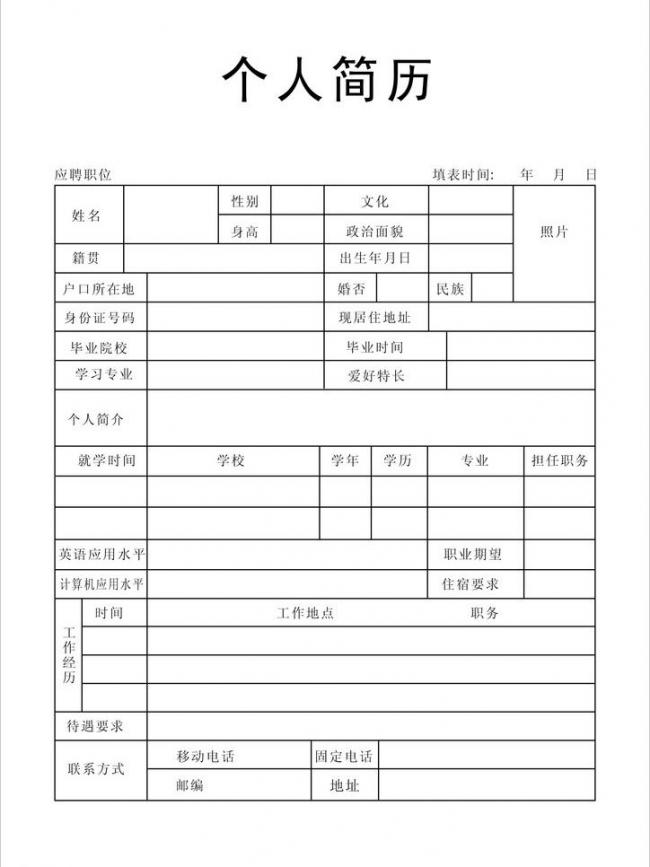 个人简历
应聘职位 填表时间: 年 月 日
姓名 性别 文化 照片
身高 政治面貌
籍贯 出生年月日
户口所在地 婚否 民族
身份证号码 现居住地址
毕业院校 毕业时间
学习专业 爱好特长
个人简介
就学时间 学校 学年 学历 专业 担任职务
英语应用水平 职业期望
计算机应用水平 住宿要求
工作经历 时间 工作地点 职务
待遇要求
联系方式 移动电话 固定电话
邮编 地址